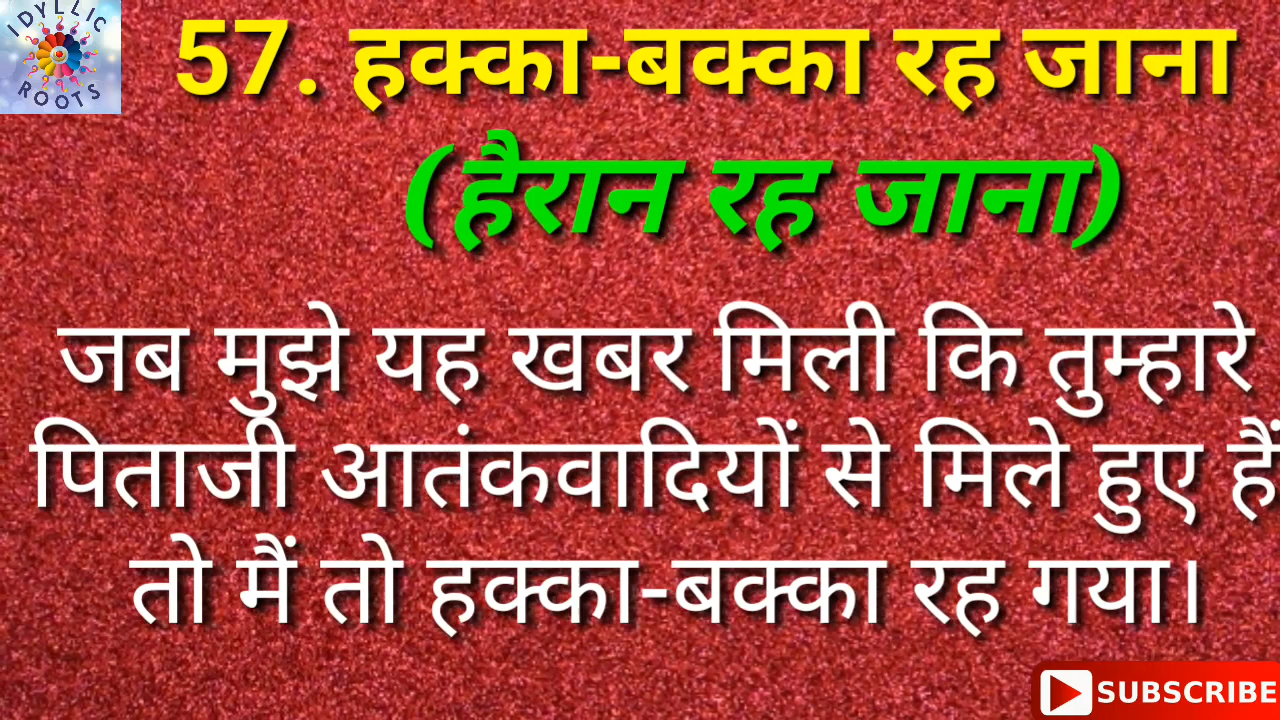 IDYLLIC
ROOTS
57. हक्का-बक्का रह जाना
(हैरान रह जाना)
जब मुझे यह खबर मिली कि तुम्हारे
पिताजी आतंकवादियों से मिले हुए हैं
तो मैं तो हक्का-बक्का रह गया।
SUBSCRIBE